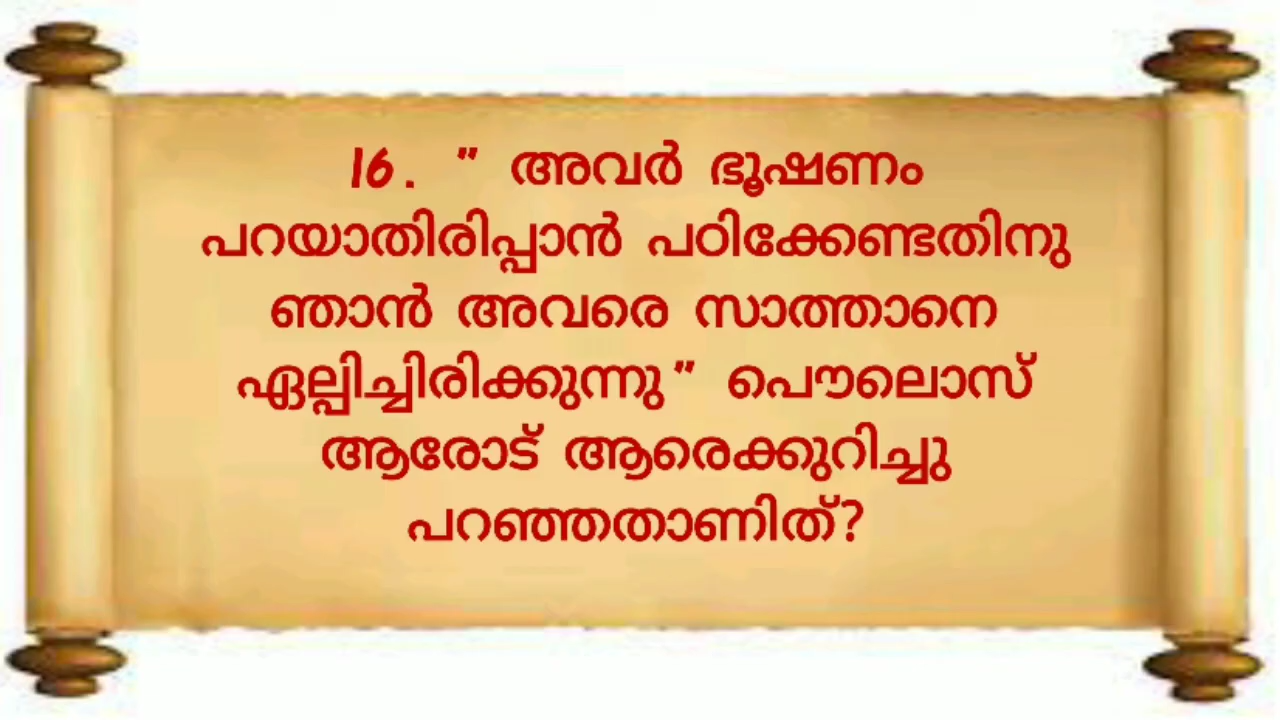 16. " അവർ ഭൂഷണം
പറയാതിരിപ്പാൻ പഠിക്കേണ്ടതിനു
ഞാൻ അവരെ സാത്താനെ
ഏല്പിച്ചിരിക്കുന്നു" പൌലൊസ്
ആരോട് ആരെക്കുറിച്ചു
പറഞ്ഞതാണിത്?